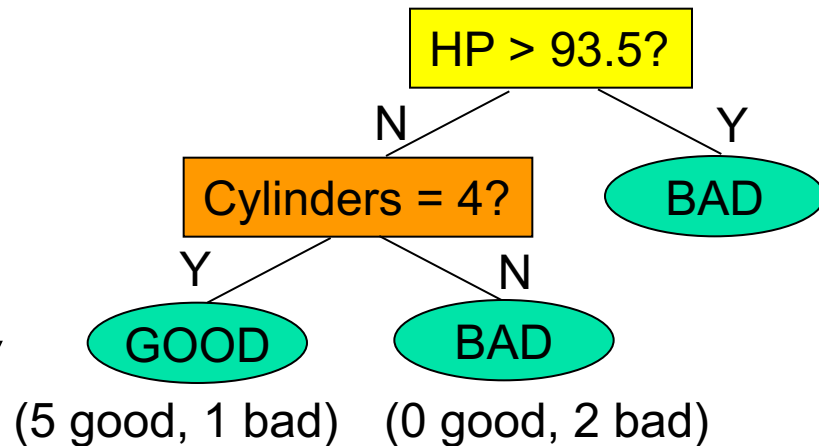 HP > 93.5?
N
Y
Cylinders = 4?
BAD
Y
N
GOOD
BAD
(5 good, 1 bad)
(0 good, 2 bad)